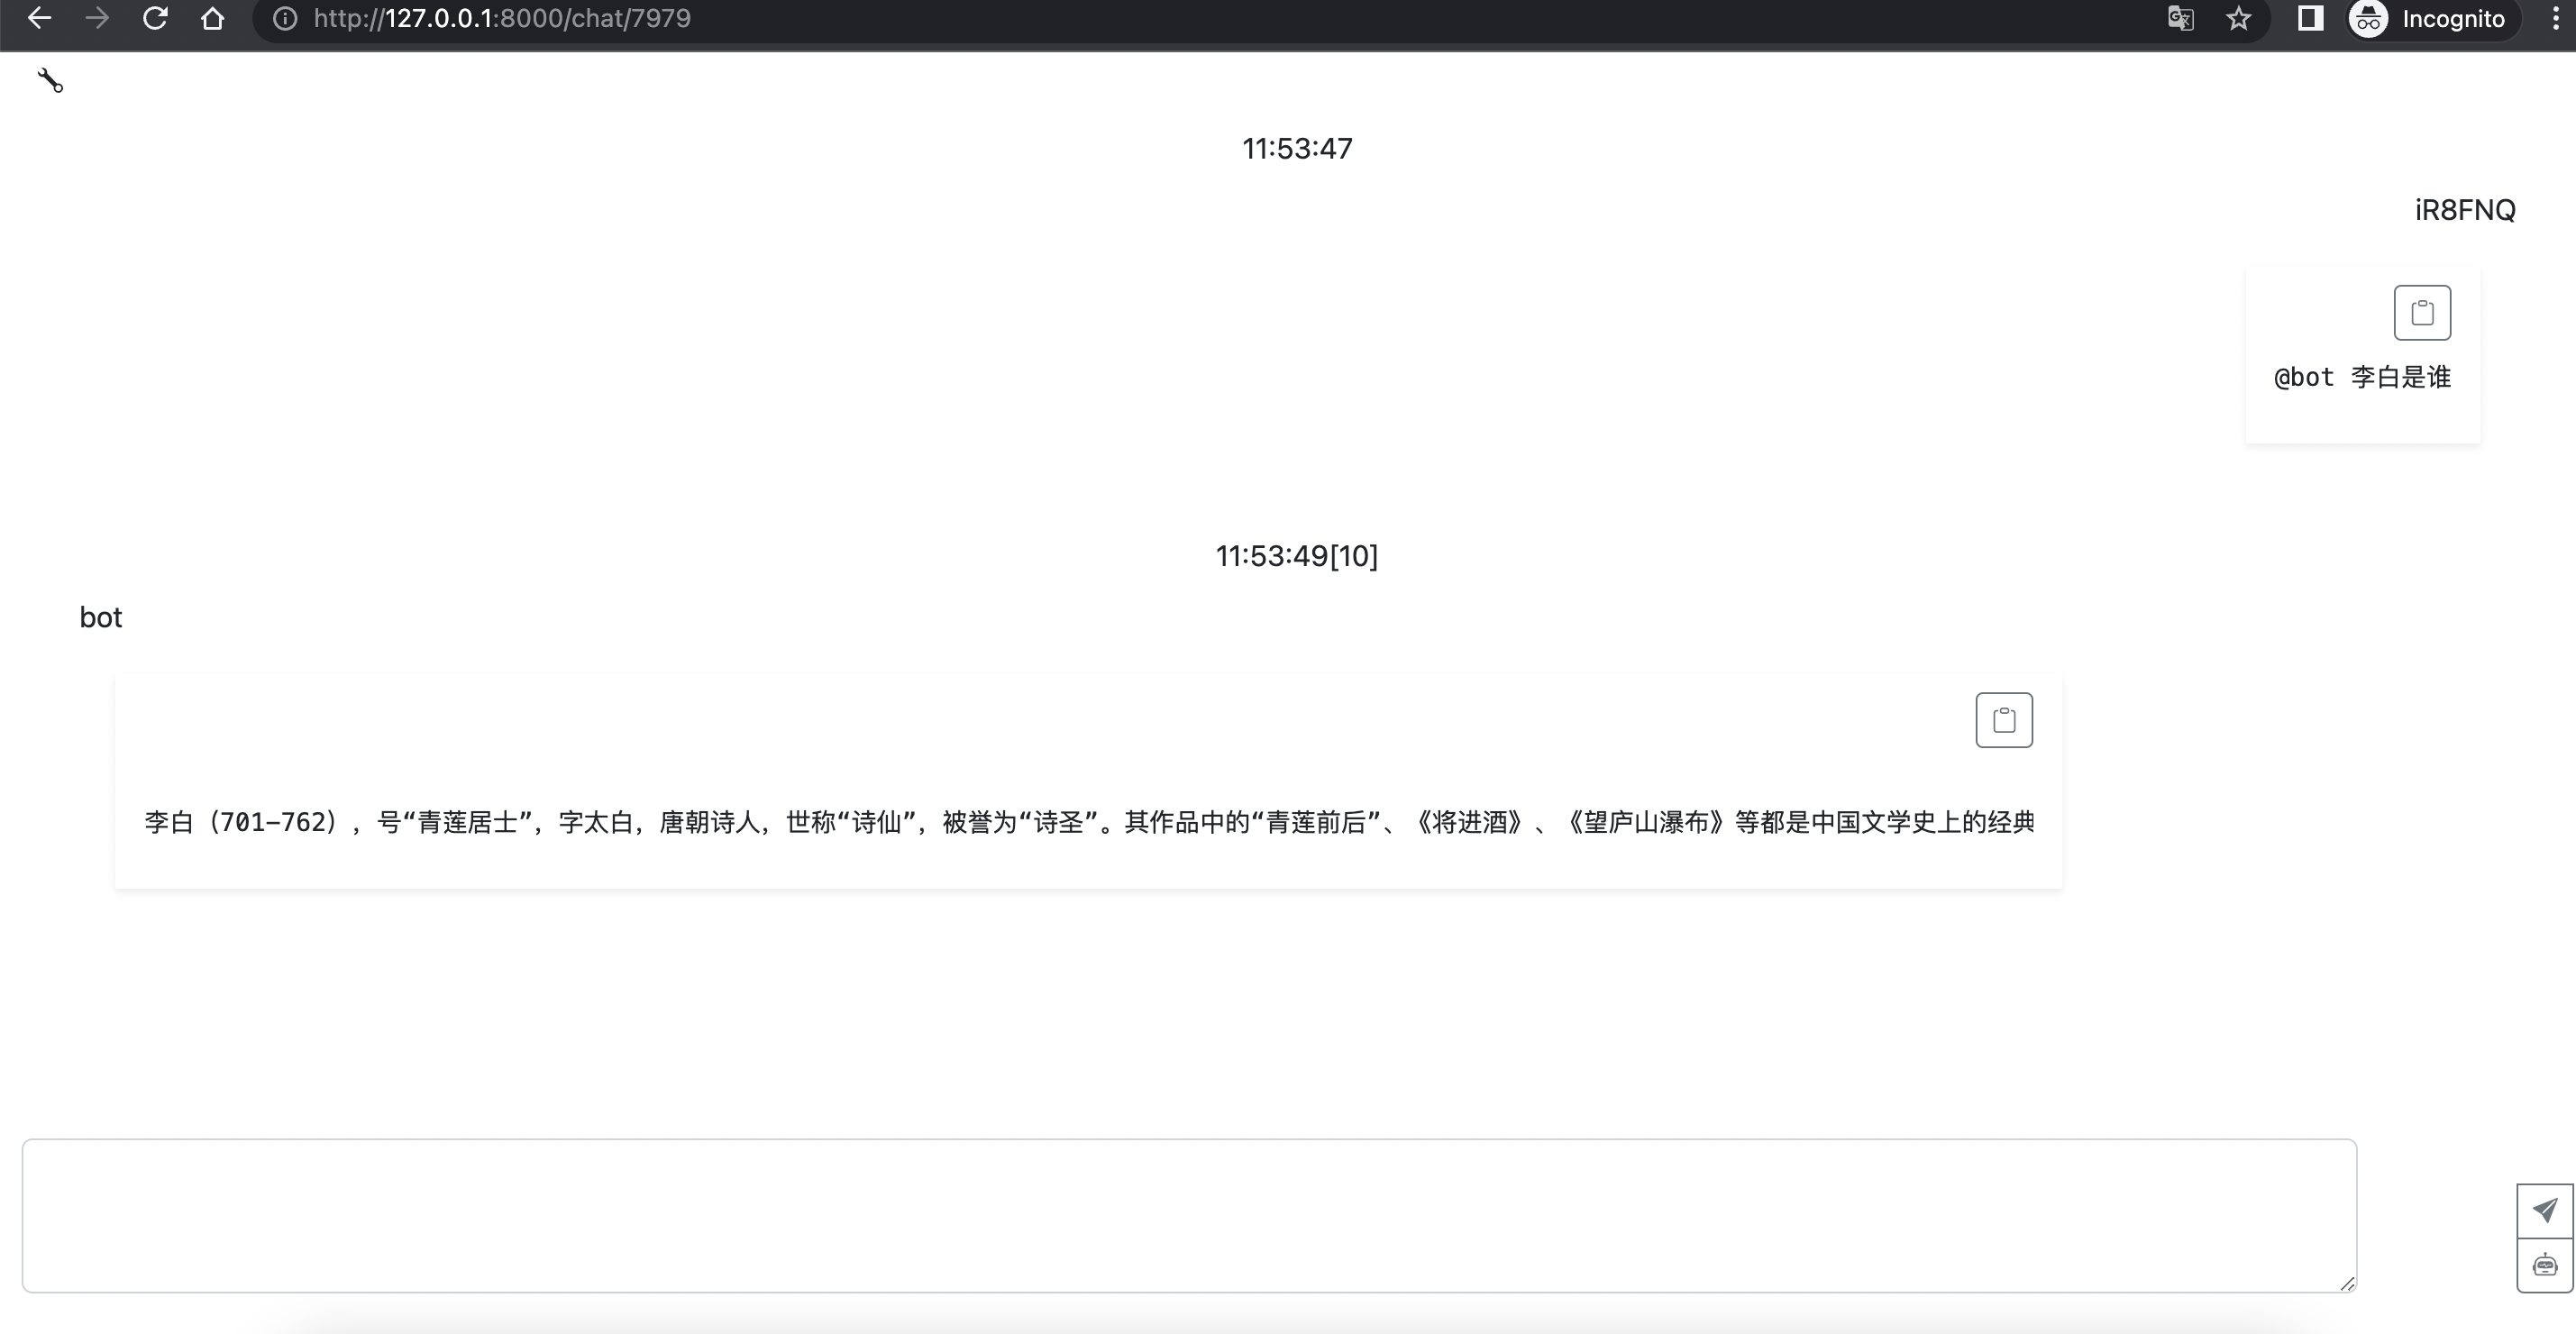 http://127.0.0.1:8000/chat/7979
Incognito
11:53:47
iR8FNQ
@bot 李白是谁
11:53:49[10]
bot
李白（701-762），号“青莲居士”，字太白，唐朝诗人，世称“诗仙”，被誉为“诗圣”。其作品中的“青莲前后”、《将进酒》、《望庐山瀑布》等都是中国文学史上的经典